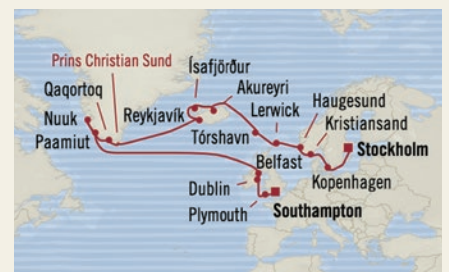 Prins Christian Sund
Ísafjörður
Qaqortoq
Akureyri
Nuuk
Reykjavík
Lerwick
Haugesund
Paamiut
Tórshavn
Kristiansand
Belfast
Stockholm
Dublin
Kopenhagen
Plymouth
Southampton